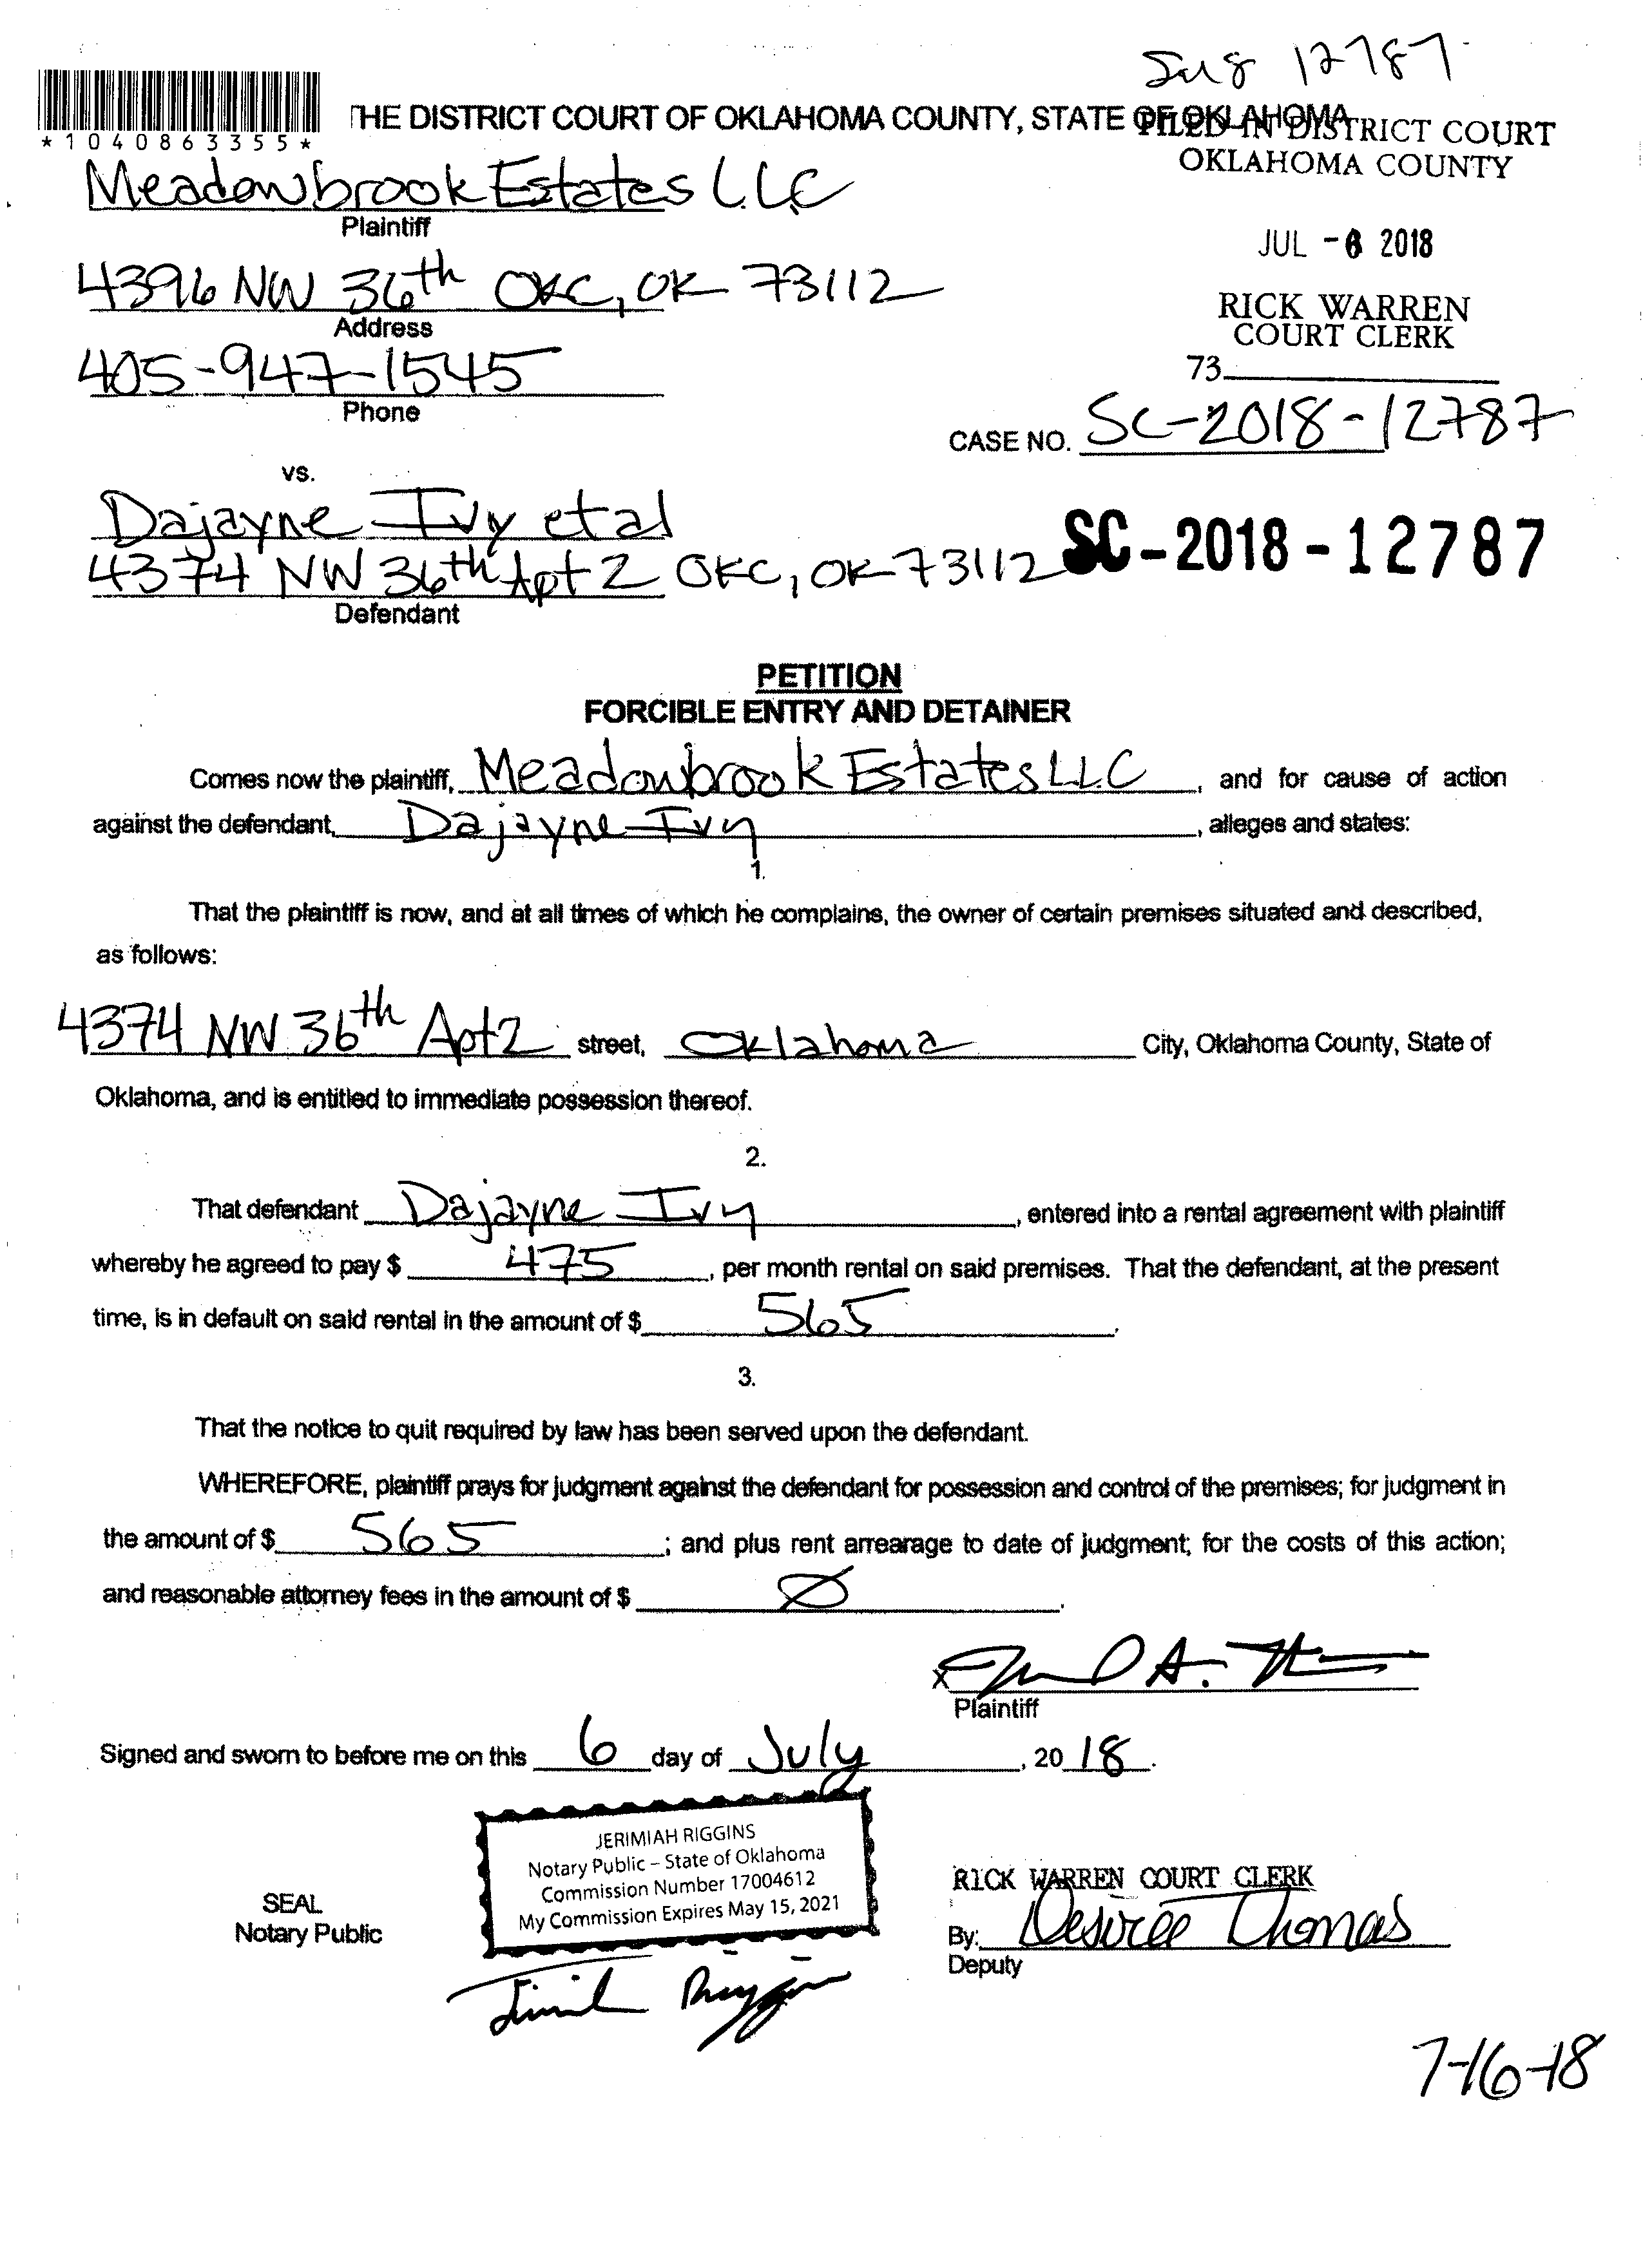 12787
*1040863355*
THE DISTRICT COURT OF OKLAHOMA COUNTY, STATE OF OKLAHOMA
FILED IN DISTRICT COURT
OKLAHOMA COUNTY
Meadowbrook Estates LLC
Plaintiff
JUL -6 2018
4396 NW 36th OKC, OK 73112
Address
RICK WARREN
COURT CLERK
405-947-1545
Phone
73
CASE NO. SC-2018-12787
vs.
Dajayne Ivy et al
4374 NW 36th Apt 2 OKC, OK 73112
SC-2018-12787
Defendant
PETITION
FORCIBLE ENTRY AND DETAINER
Comes now the plaintiff, Meadowbrook Estates LLC, and for cause of action
against the defendant, Dajayne Ivy, alleges and states:
1.
That the plaintiff is now, and at all times of which he complains, the owner of certain premises situated and described,
as follows:
4374 NW 36th Apt 2 street, Oklahoma City, Oklahoma County, State of
Oklahoma, and is entitled to immediate possession thereof.
2.
That defendant Dajayne Ivy, entered into a rental agreement with plaintiff
whereby he agreed to pay $ 475, per month rental on said premises. That the defendant, at the present
time, is in default on said rental in the amount of $ 565.
3.
That the notice to quit required by law has been served upon the defendant.
WHEREFORE, plaintiff prays for judgment against the defendant for possession and control of the premises; for judgment in
the amount of $ 565; and plus rent arrearage to date of judgment; for the costs of this action;
and reasonable attorney fees in the amount of $ Ø.
X
Plaintiff
Signed and sworn to before me on this 6 day of July, 20 18.
JERIMIAH RIGGINS
Notary Public – State of Oklahoma
Commission Number 17004612
My Commission Expires May 15, 2021
SEAL
Notary Public
RICK WARREN COURT CLERK
By: Desiree Thomas
Deputy
7-16-18